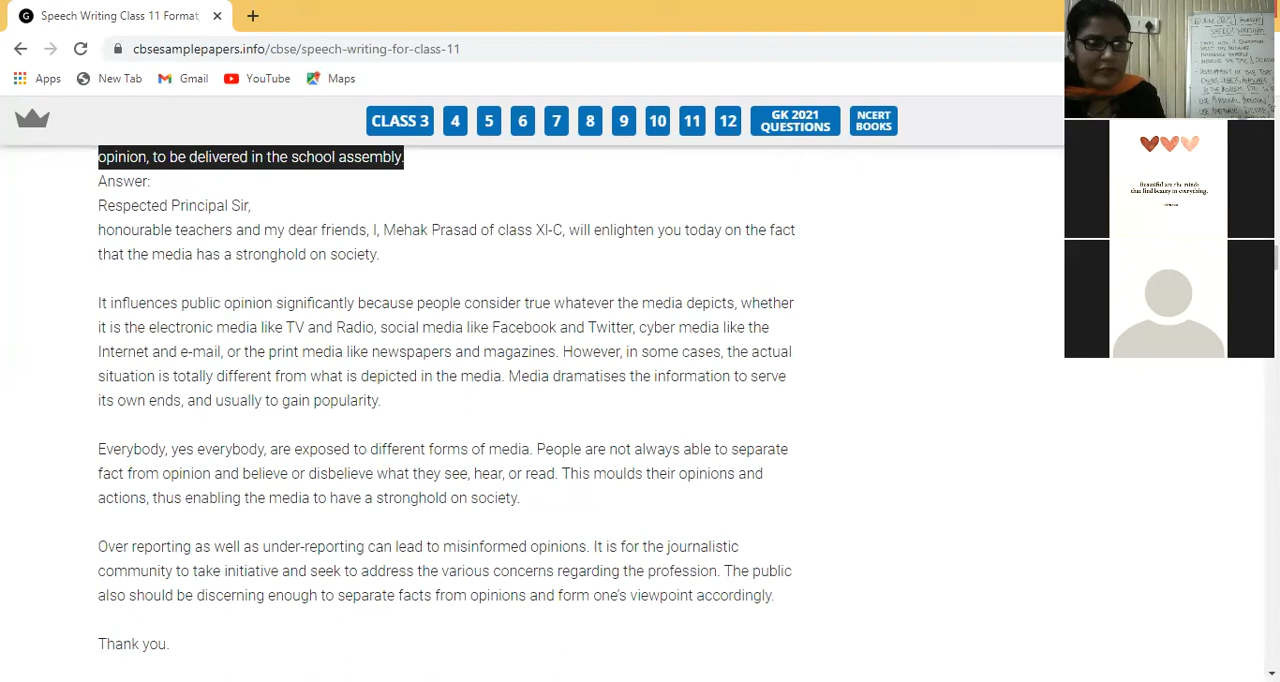 Speech Writing Class 11 Format,
cbsesamplepapers.info/cbse/speech-writing-for-class-11
Apps New Tab Gmail YouTube Maps
CLASS 3 4 5 6 7 8 9 10 11 12 GK 2021 QUESTIONS NCERT BOOKS
opinion, to be delivered in the school assembly.
Answer:
Respected Principal Sir,
honourable teachers and my dear friends, I, Mehak Prasad of class XI-C, will enlighten you today on the fact
that the media has a stronghold on society.
It influences public opinion significantly because people consider true whatever the media depicts, whether
it is the electronic media like TV and Radio, social media like Facebook and Twitter, cyber media like the
Internet and e-mail, or the print media like newspapers and magazines. However, in some cases, the actual
situation is totally different from what is depicted in the media. Media dramatises the information to serve
its own ends, and usually to gain popularity.
Everybody, yes everybody, are exposed to different forms of media. People are not always able to separate
fact from opinion and believe or disbelieve what they see, hear, or read. This moulds their opinions and
actions, thus enabling the media to have a stronghold on society.
Over reporting as well as under-reporting can lead to misinformed opinions. It is for the journalistic
community to take initiative and seek to address the various concerns regarding the profession. The public
also should be discerning enough to separate facts from opinions and form one's viewpoint accordingly.
Thank you.
SPEECH WRITING
Beautiful are the minds
that find beauty in everything.